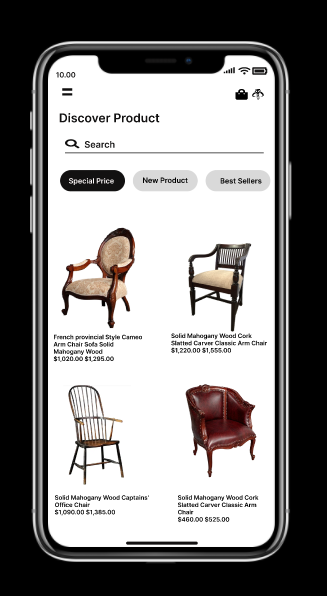 10.00
Discover Product
Search
Special Price
New Product
Best Sellers
French provincial Style Cameo
Arm Chair Sofa Solid
Mahogany Wood
$1,020.00 $1,295.00
Solid Mahogany Wood Cork
Slatted Carver Classic Arm Chair
$1,220.00 $1,555.00
Solid Mahogany Wood Captains'
Office Chair
$1,090.00 $1,385.00
Solid Mahogany Wood Cork
Slatted Carver Classic Arm
Chair
$460.00 $525.00